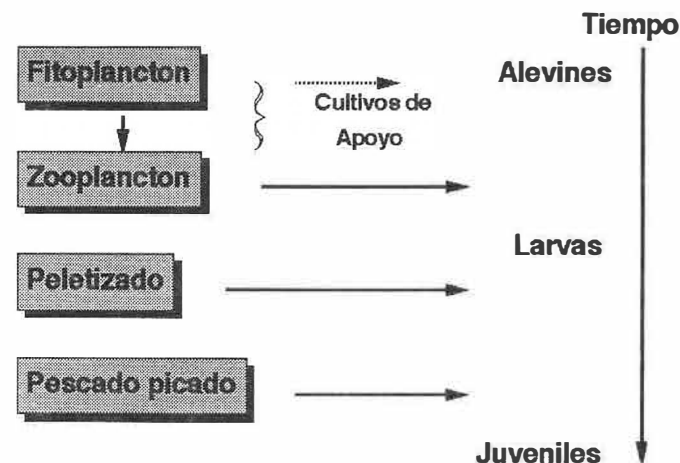 Tiempo
Fitoplancton
Alevines
Cultivos de
Apoyo
Zooplancton
Larvas
Peletizado
Pescado picado
Juveniles